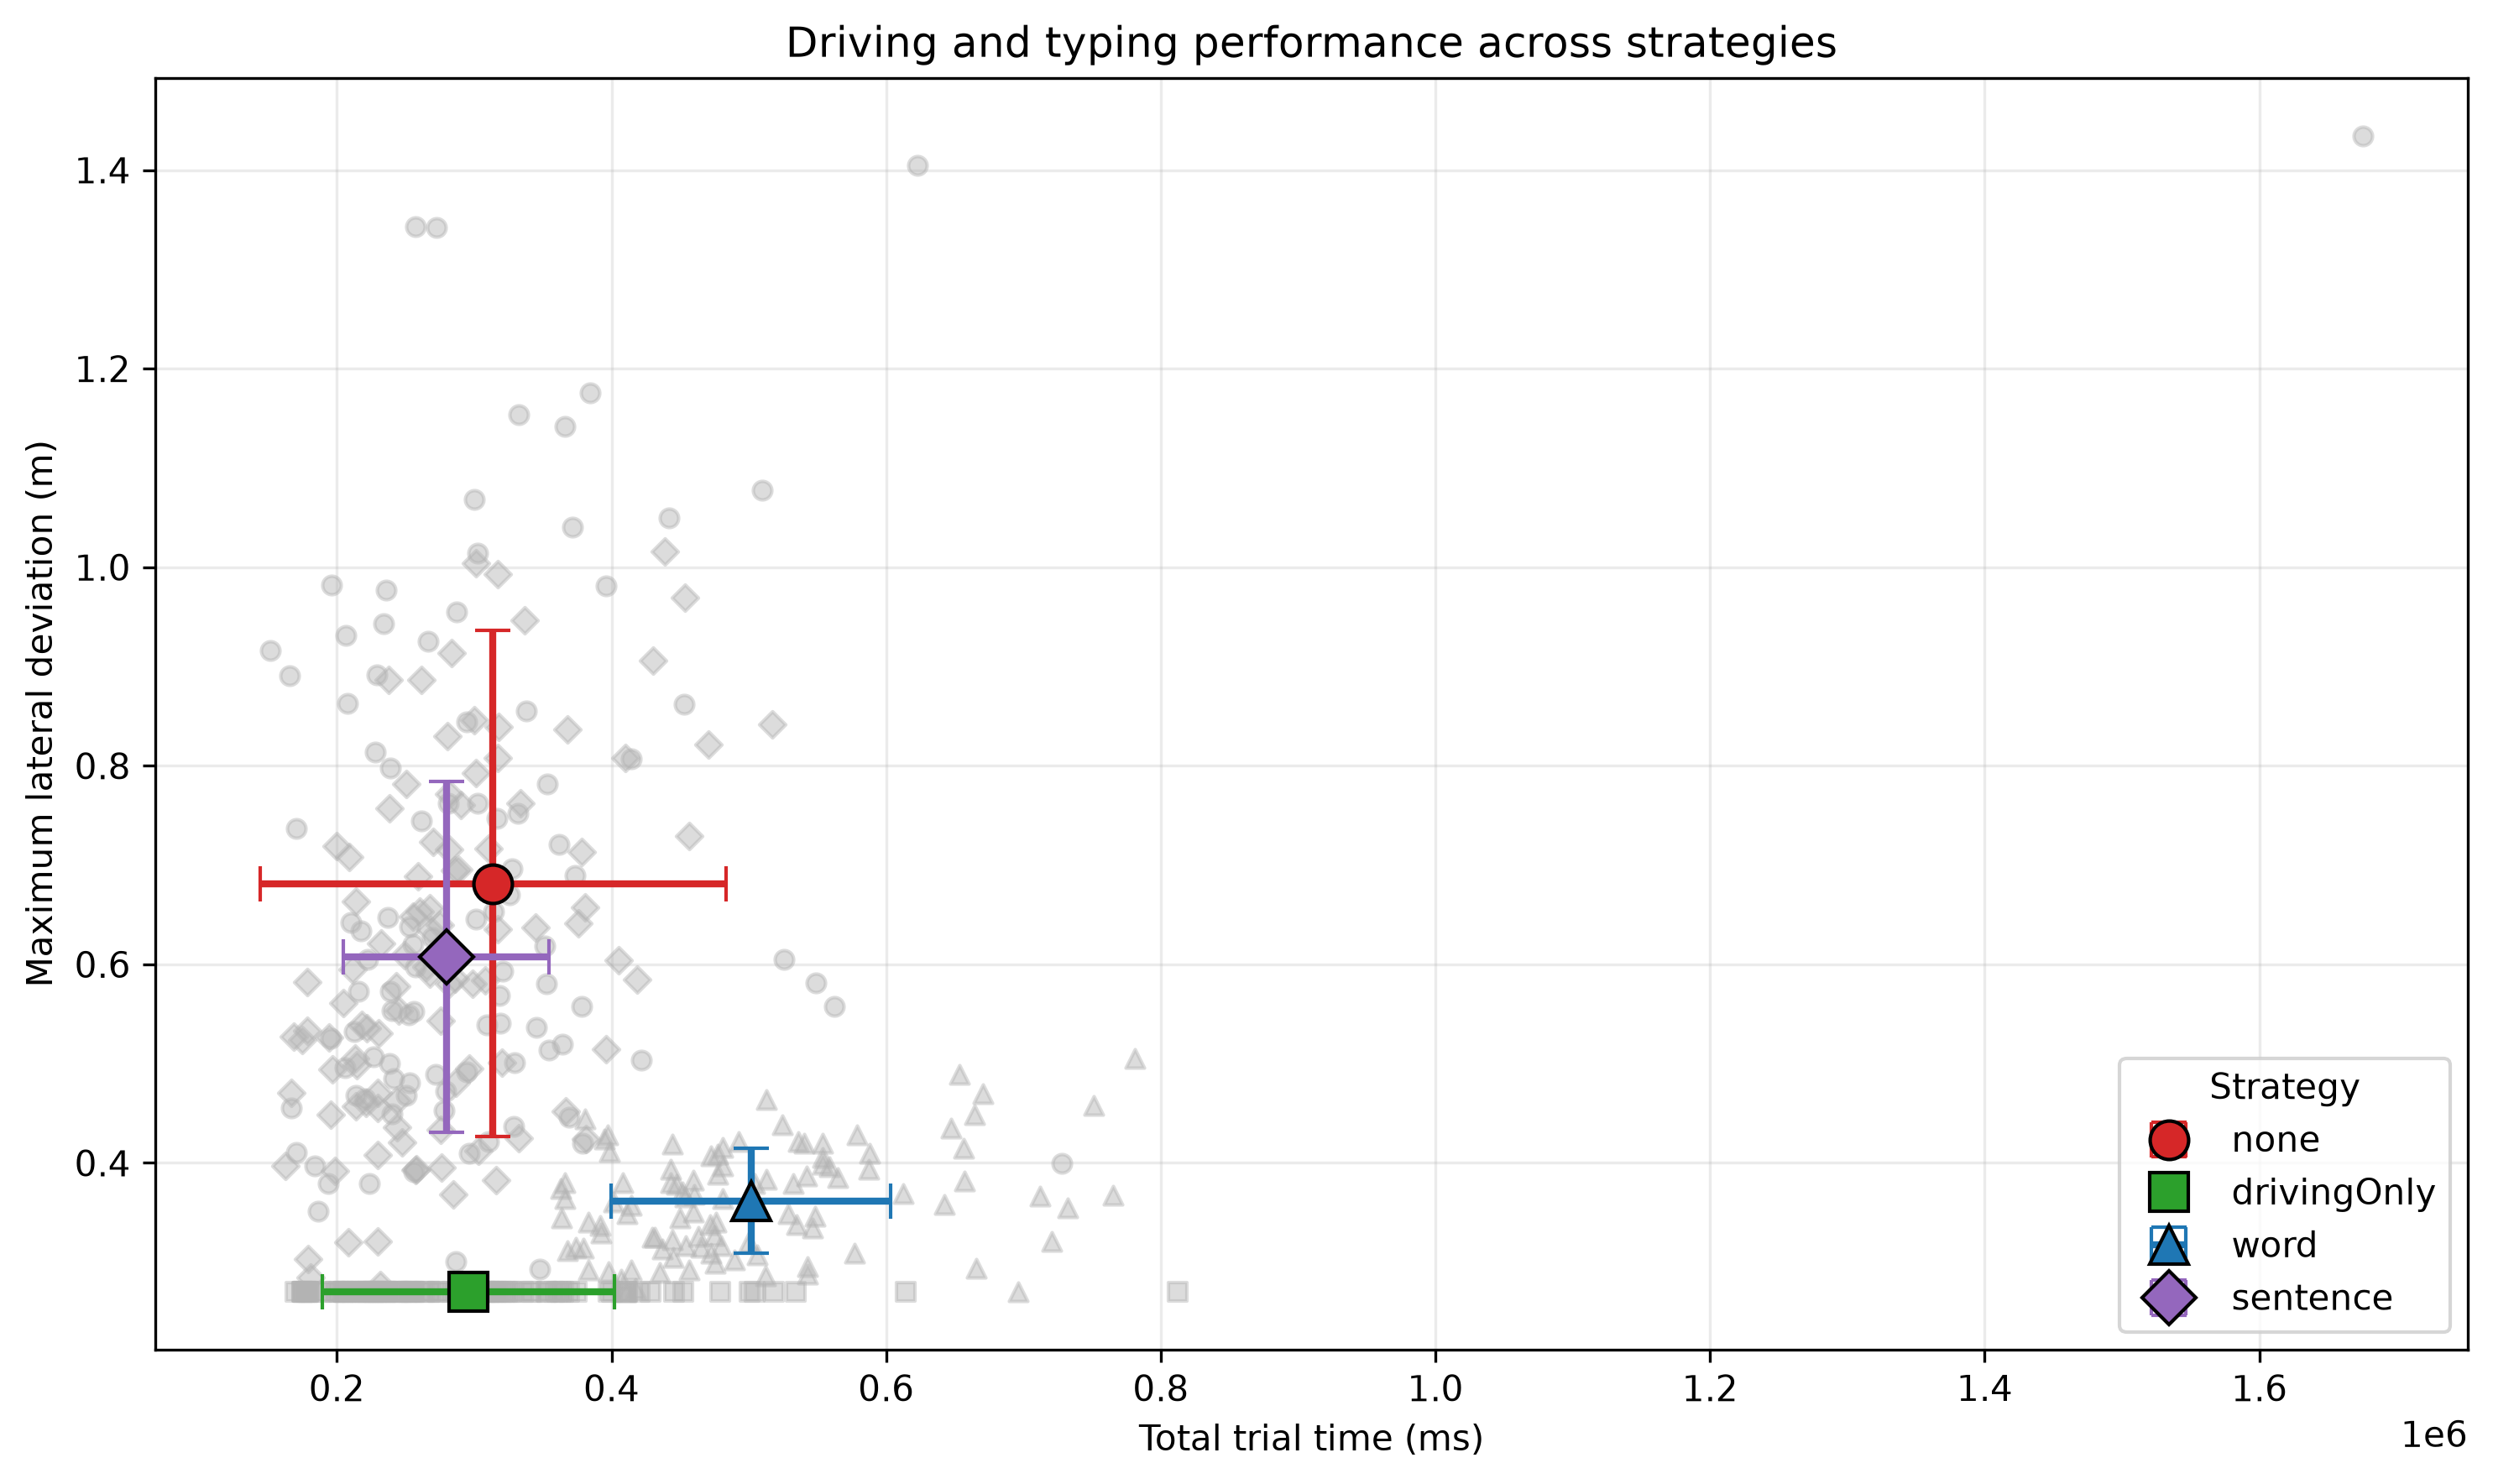 Driving and typing performance across strategies
Maximum lateral deviation (m)
1.4
1.2
1.0
0.8
0.6
0.4
Strategy
none
drivingOnly
word
sentence
0.2 0.4 0.6 0.8 1.0 1.2 1.4 1.6
1e6
Total trial time (ms)